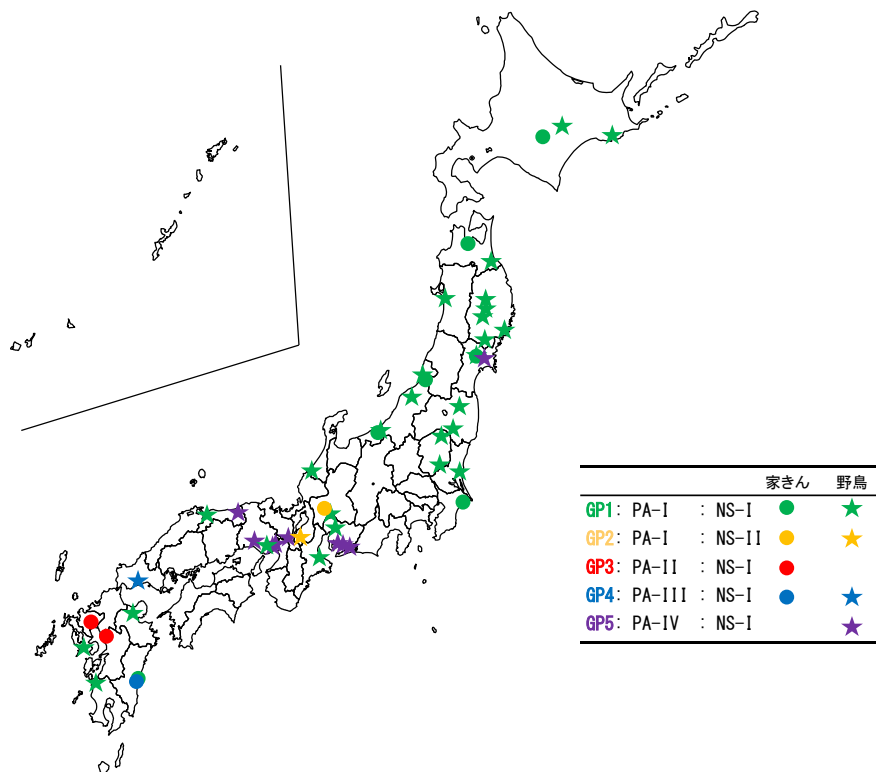 家きん 野鳥
GP1: PA-I : NS-I
GP2: PA-I : NS-II
GP3: PA-II : NS-I
GP4: PA-III : NS-I
GP5: PA-IV : NS-I